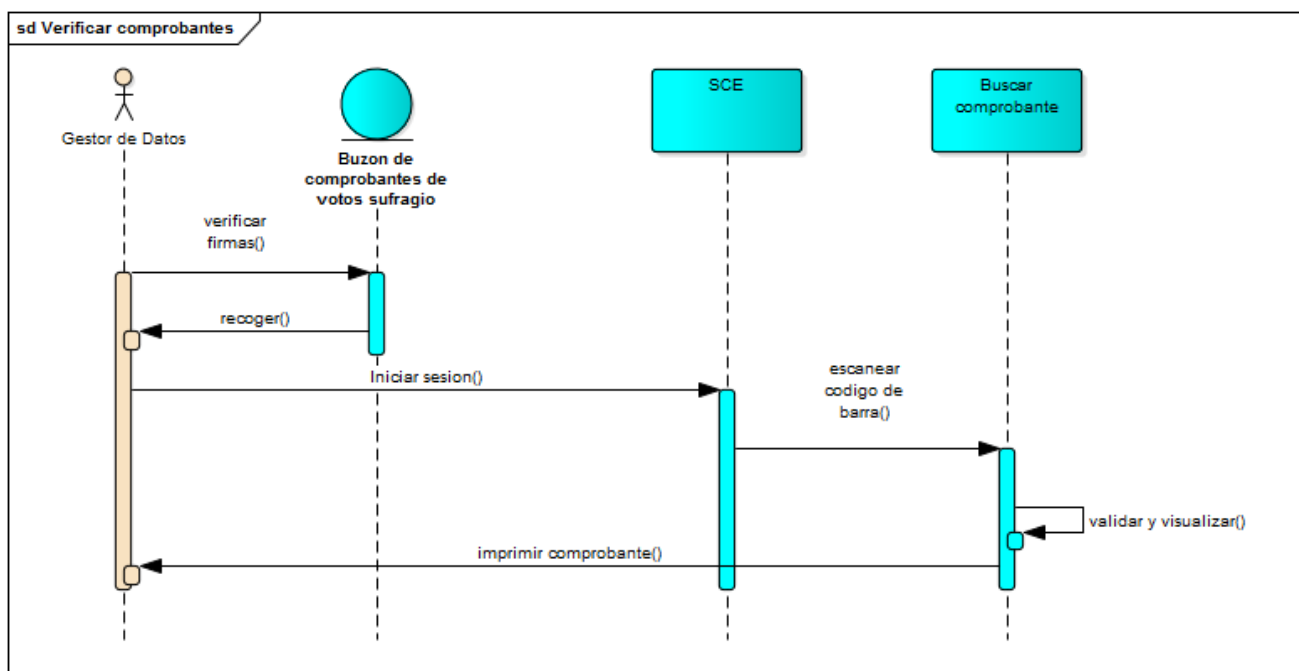 sd Verificar comprobantes
Gestor de Datos
Buzon de
comprobantes de
votos sufragio
SCE
Buscar
comprobante
verificar
firmas()
recoger()
Iniciar sesion()
escanear
codigo de
barra()
validar y visualizar()
imprimir comprobante()